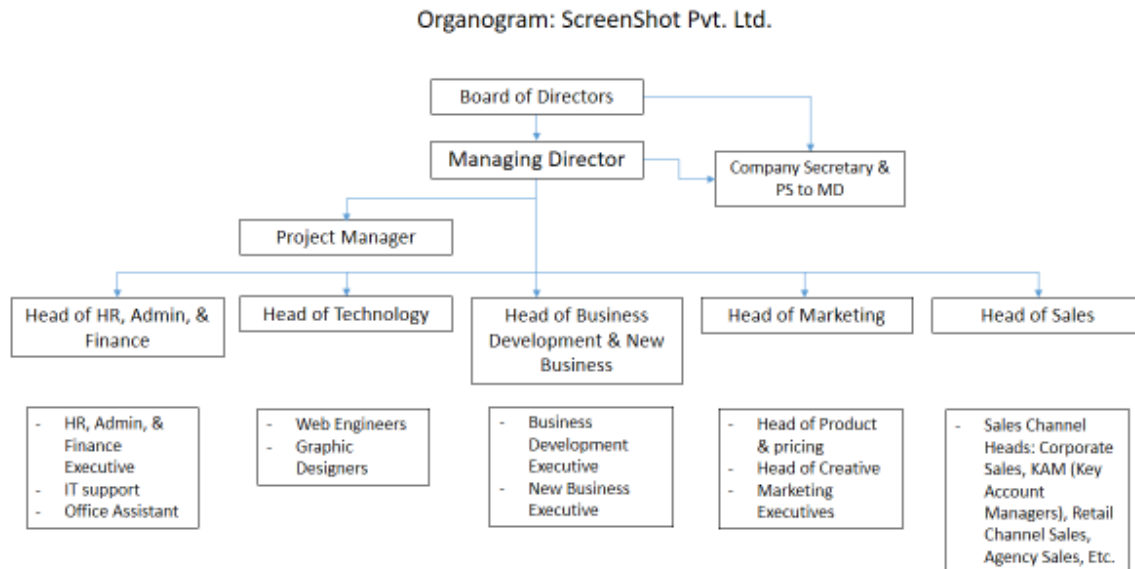 Organogram: ScreenShot Pvt. Ltd.
Board of Directors
Managing Director
Company Secretary &
PS to MD
Project Manager
Head of HR, Admin, &
Finance
Head of Technology
Head of Business
Development & New
Business
Head of Marketing
Head of Sales
- HR, Admin, &
Finance
Executive
- IT support
- Office Assistant
- Web Engineers
- Graphic
Designers
- Business
Development
Executive
- New Business
Executive
- Head of Product
& pricing
- Head of Creative
- Marketing
Executives
- Sales Channel
Heads: Corporate
Sales, KAM (Key
Account
Managers), Retail
Channel Sales,
Agency Sales, Etc.